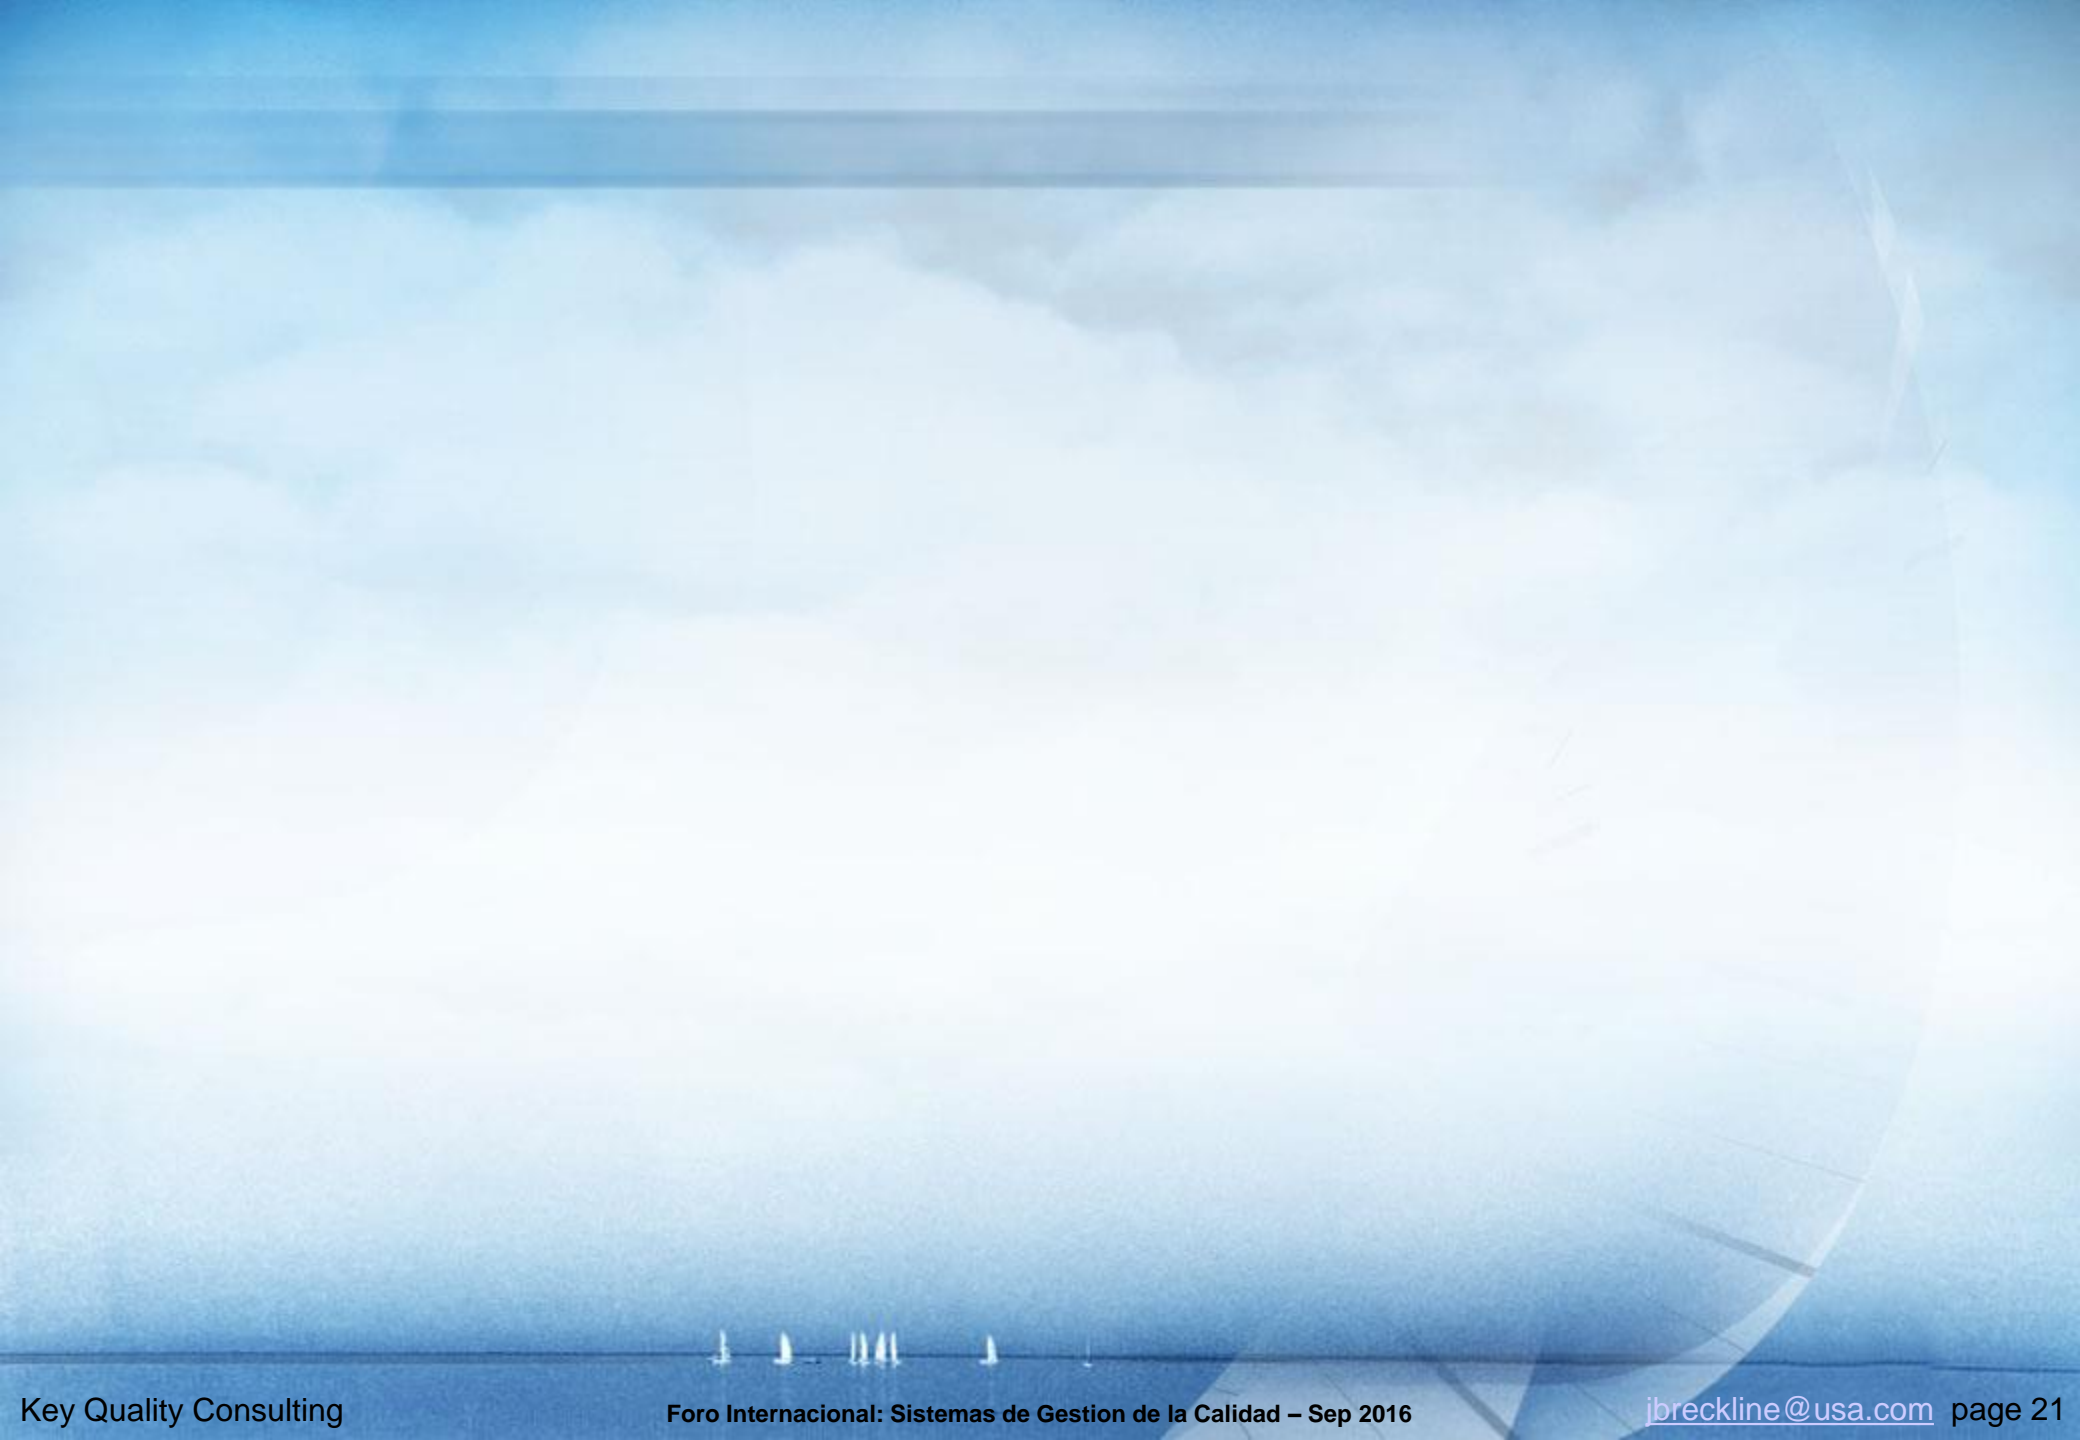 Key Quality Consulting
Foro Internacional: Sistemas de Gestion de la Calidad – Sep 2016
jbreckline@usa.com page 21